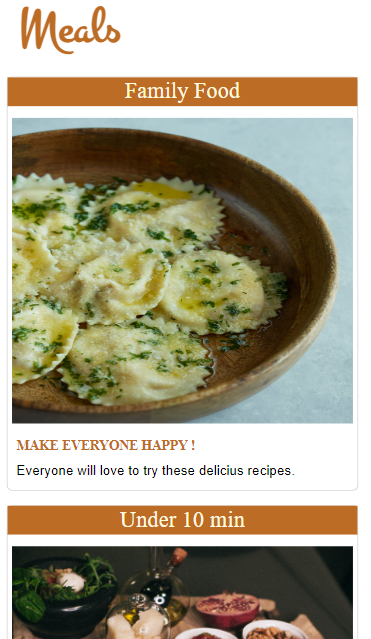 Meals
Family Food
MAKE EVERYONE HAPPY !
Everyone will love to try these delicius recipes.
Under 10 min